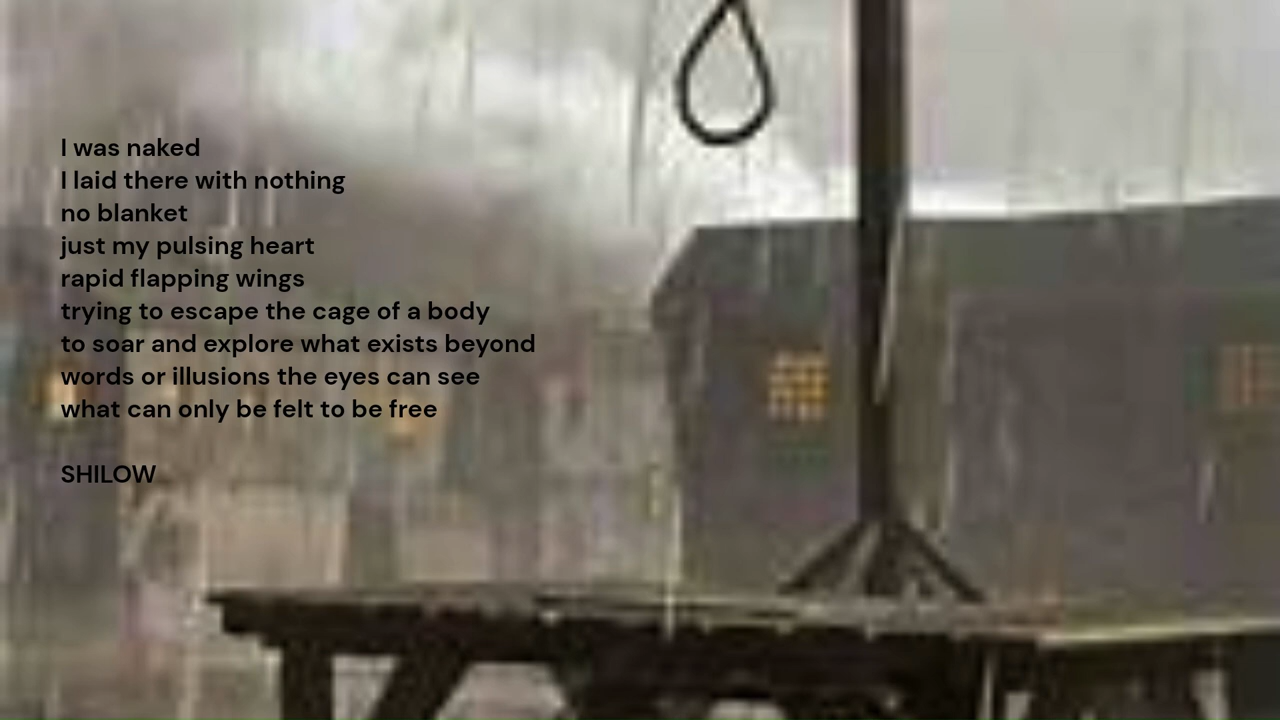 I was naked
I laid there with nothing
no blanket
just my pulsing heart
rapid flapping wings
trying to escape the cage of a body
to soar and explore what exists beyond
words or illusions the eyes can see
what can only be felt to be free
SHILOW